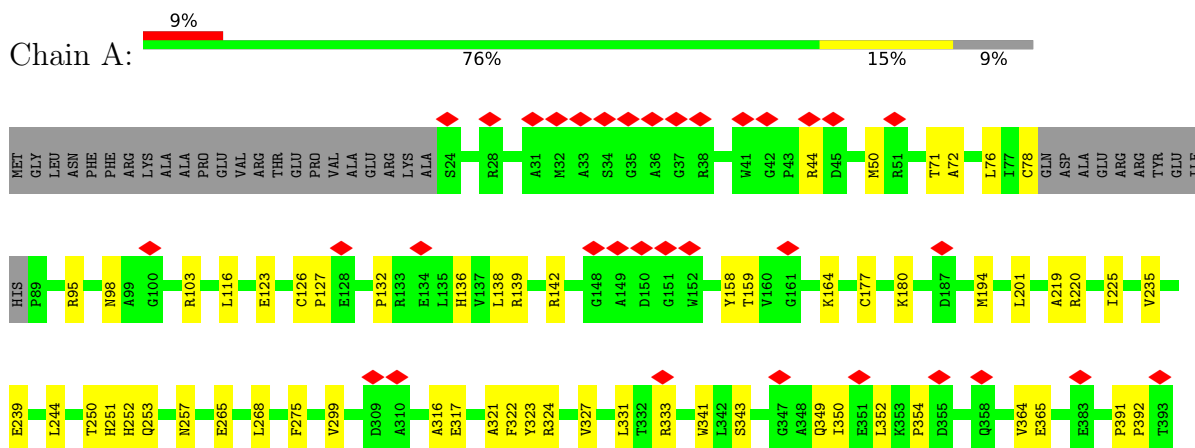 9%
Chain A:
76% 15% 9%
MET GLY LEU ASN PHE PHE ARG LYS ALA ALA PRO GLU VAL ARG THR GLU PRO VAL ALA GLU ARG LYS ALA S24 R28 A31 M32 A33 S34 G35 A36 G37 R38 W41 G42 P43 R44 D45 M50 R51 T71 A72 L76 I77 C78 GLN ASP ALA GLU ARG ARG TYR GLU
HIS P89 R95 N98 A99 G100 R103 L116 E123 C126 P127 E128 P132 R133 E134 L135 H136 V137 L138 R139 R142 G148 A149 D150 G151 W152 Y158 T159 V160 G161 K164 C177 K180 D187 M194 L201 A219 R220 I225 V235
E239 L244 T250 H251 H252 Q253 N257 E265 L268 F275 V299 D309 A310 A316 E317 A321 F322 Y323 R324 V327 L331 T332 R333 W341 L342 S343 G347 A348 Q349 I350 E351 L352 K353 P354 D355 Q358 V364 E365 E383 P391 P392 T393